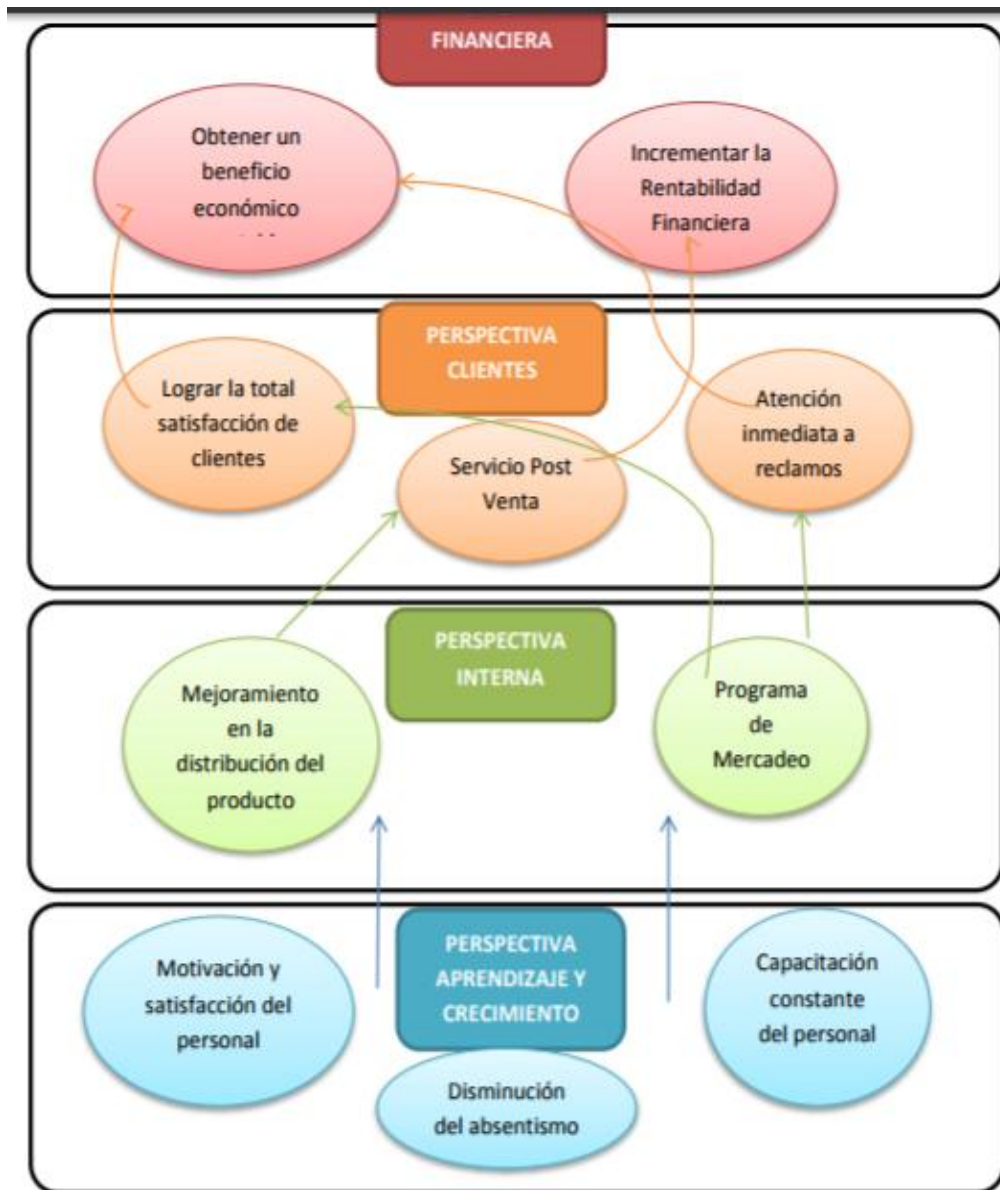 FINANCIERA
Obtener un
beneficio
económico
Incrementar la
Rentabilidad
Financiera
PERSPECTIVA
CLIENTES
Lograr la total
satisfacción de
clientes
Servicio Post
Venta
Atención
inmediata a
reclamos
PERSPECTIVA
INTERNA
Mejoramiento
en la
distribución del
producto
Programa
de
Mercadeo
PERSPECTIVA
APRENDIZAJE Y
CRECIMIENTO
Motivación y
satisfacción del
personal
Capacitación
constante
del personal
Disminución
del absentismo